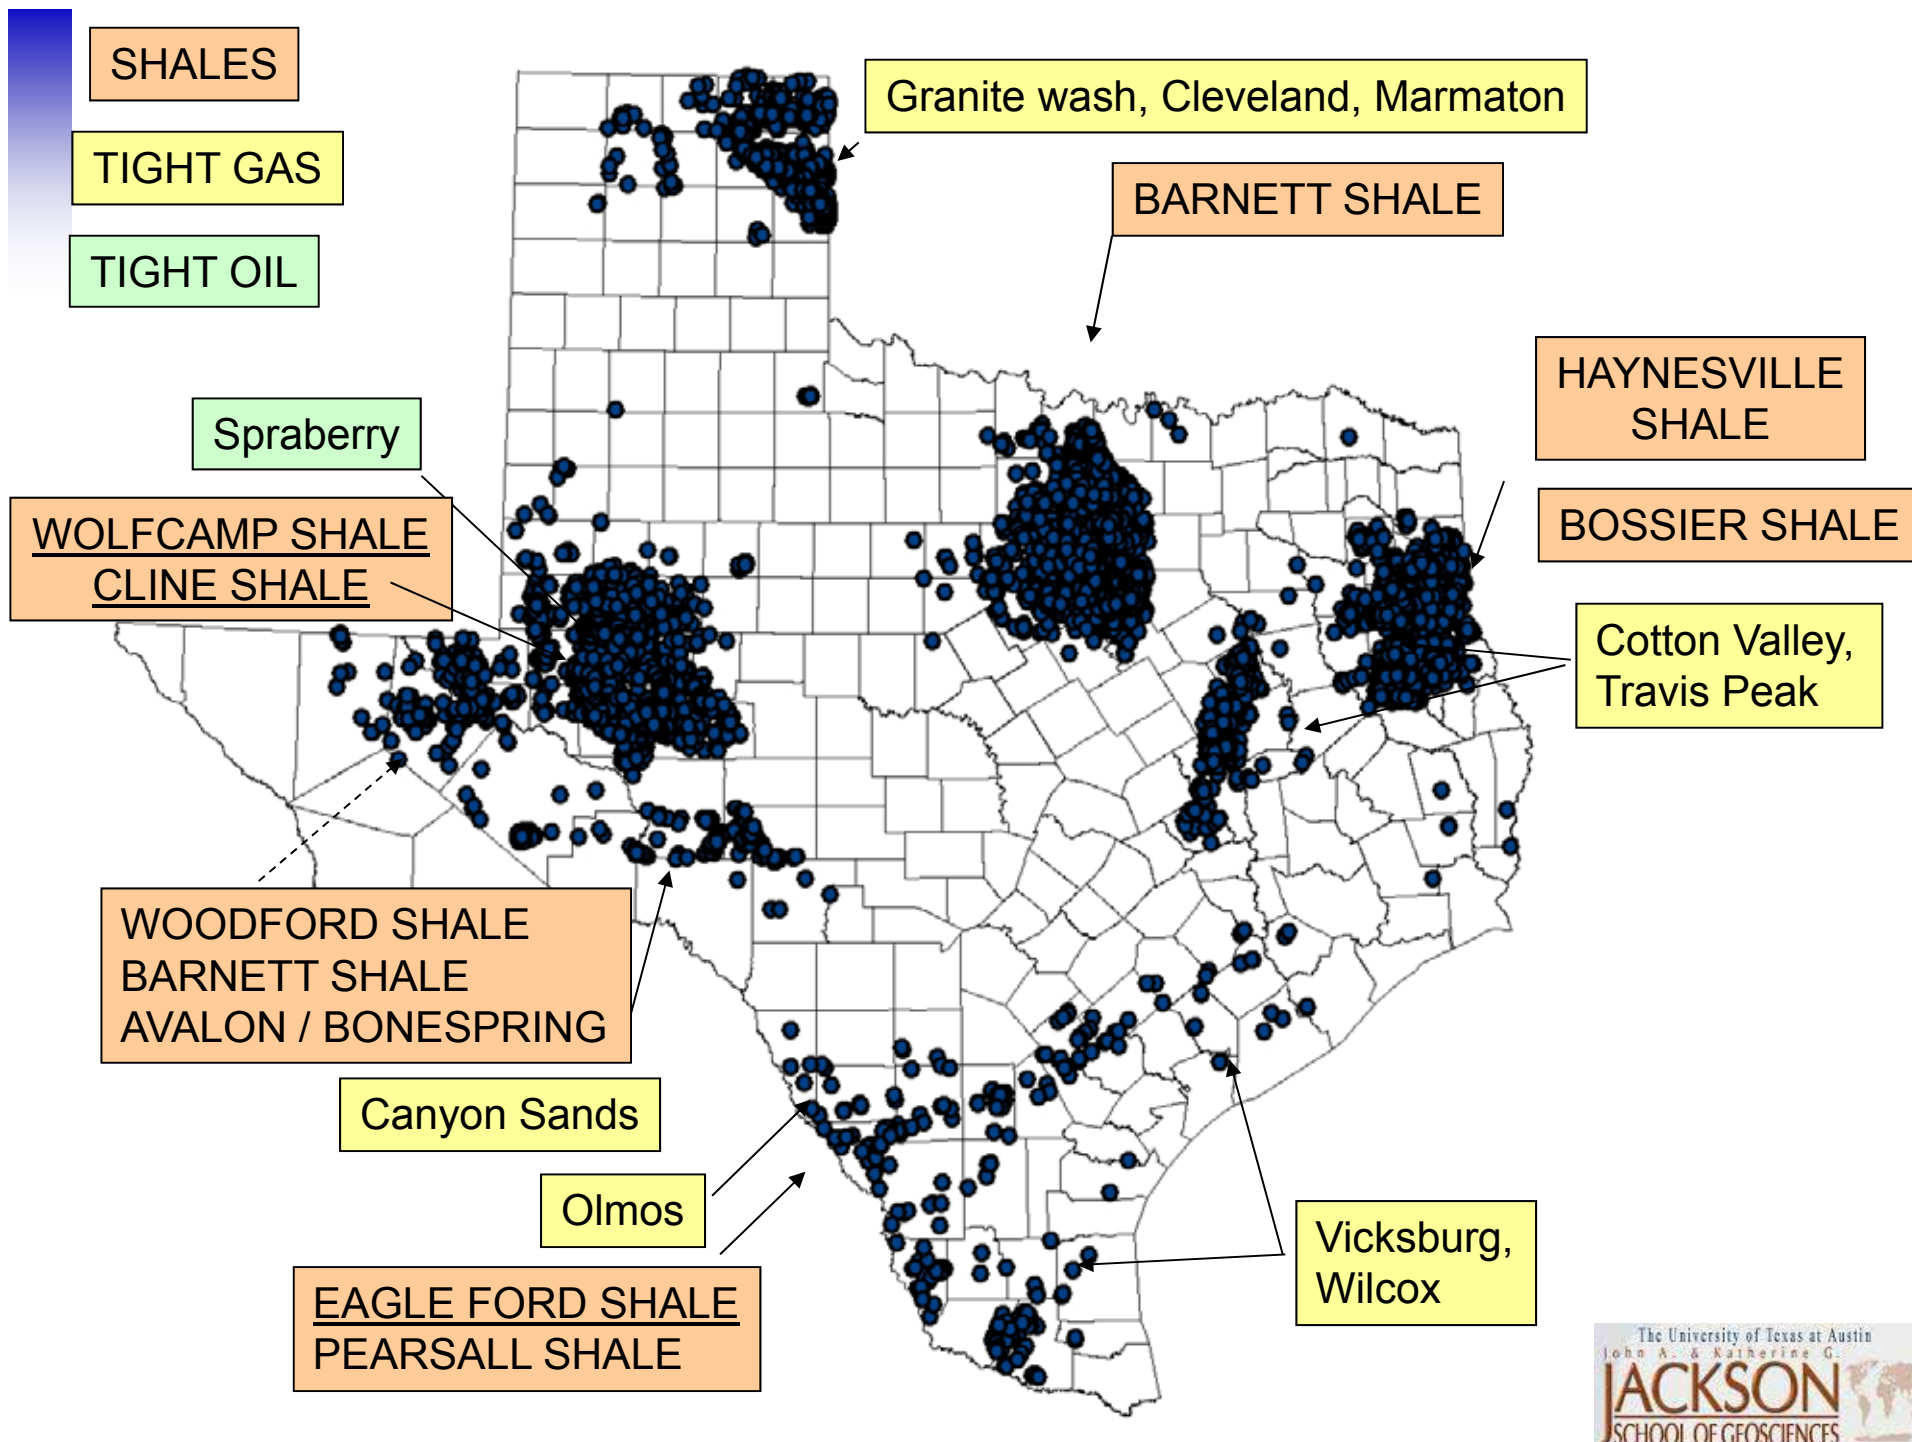 SHALES
TIGHT GAS
TIGHT OIL
Granite wash, Cleveland, Marmaton
BARNETT SHALE
HAYNESVILLE
SHALE
BOSSIER SHALE
Spraberry
WOLFCAMP SHALE
CLINE SHALE
Cotton Valley,
Travis Peak
WOODFORD SHALE
BARNETT SHALE
AVALON / BONESPRING
Canyon Sands
Olmos
EAGLE FORD SHALE
PEARSALL SHALE
Vicksburg,
Wilcox
The University of Texas at Austin
John A. & Katherine G.
JACKSON
SCHOOL OF GEOSCIENCES